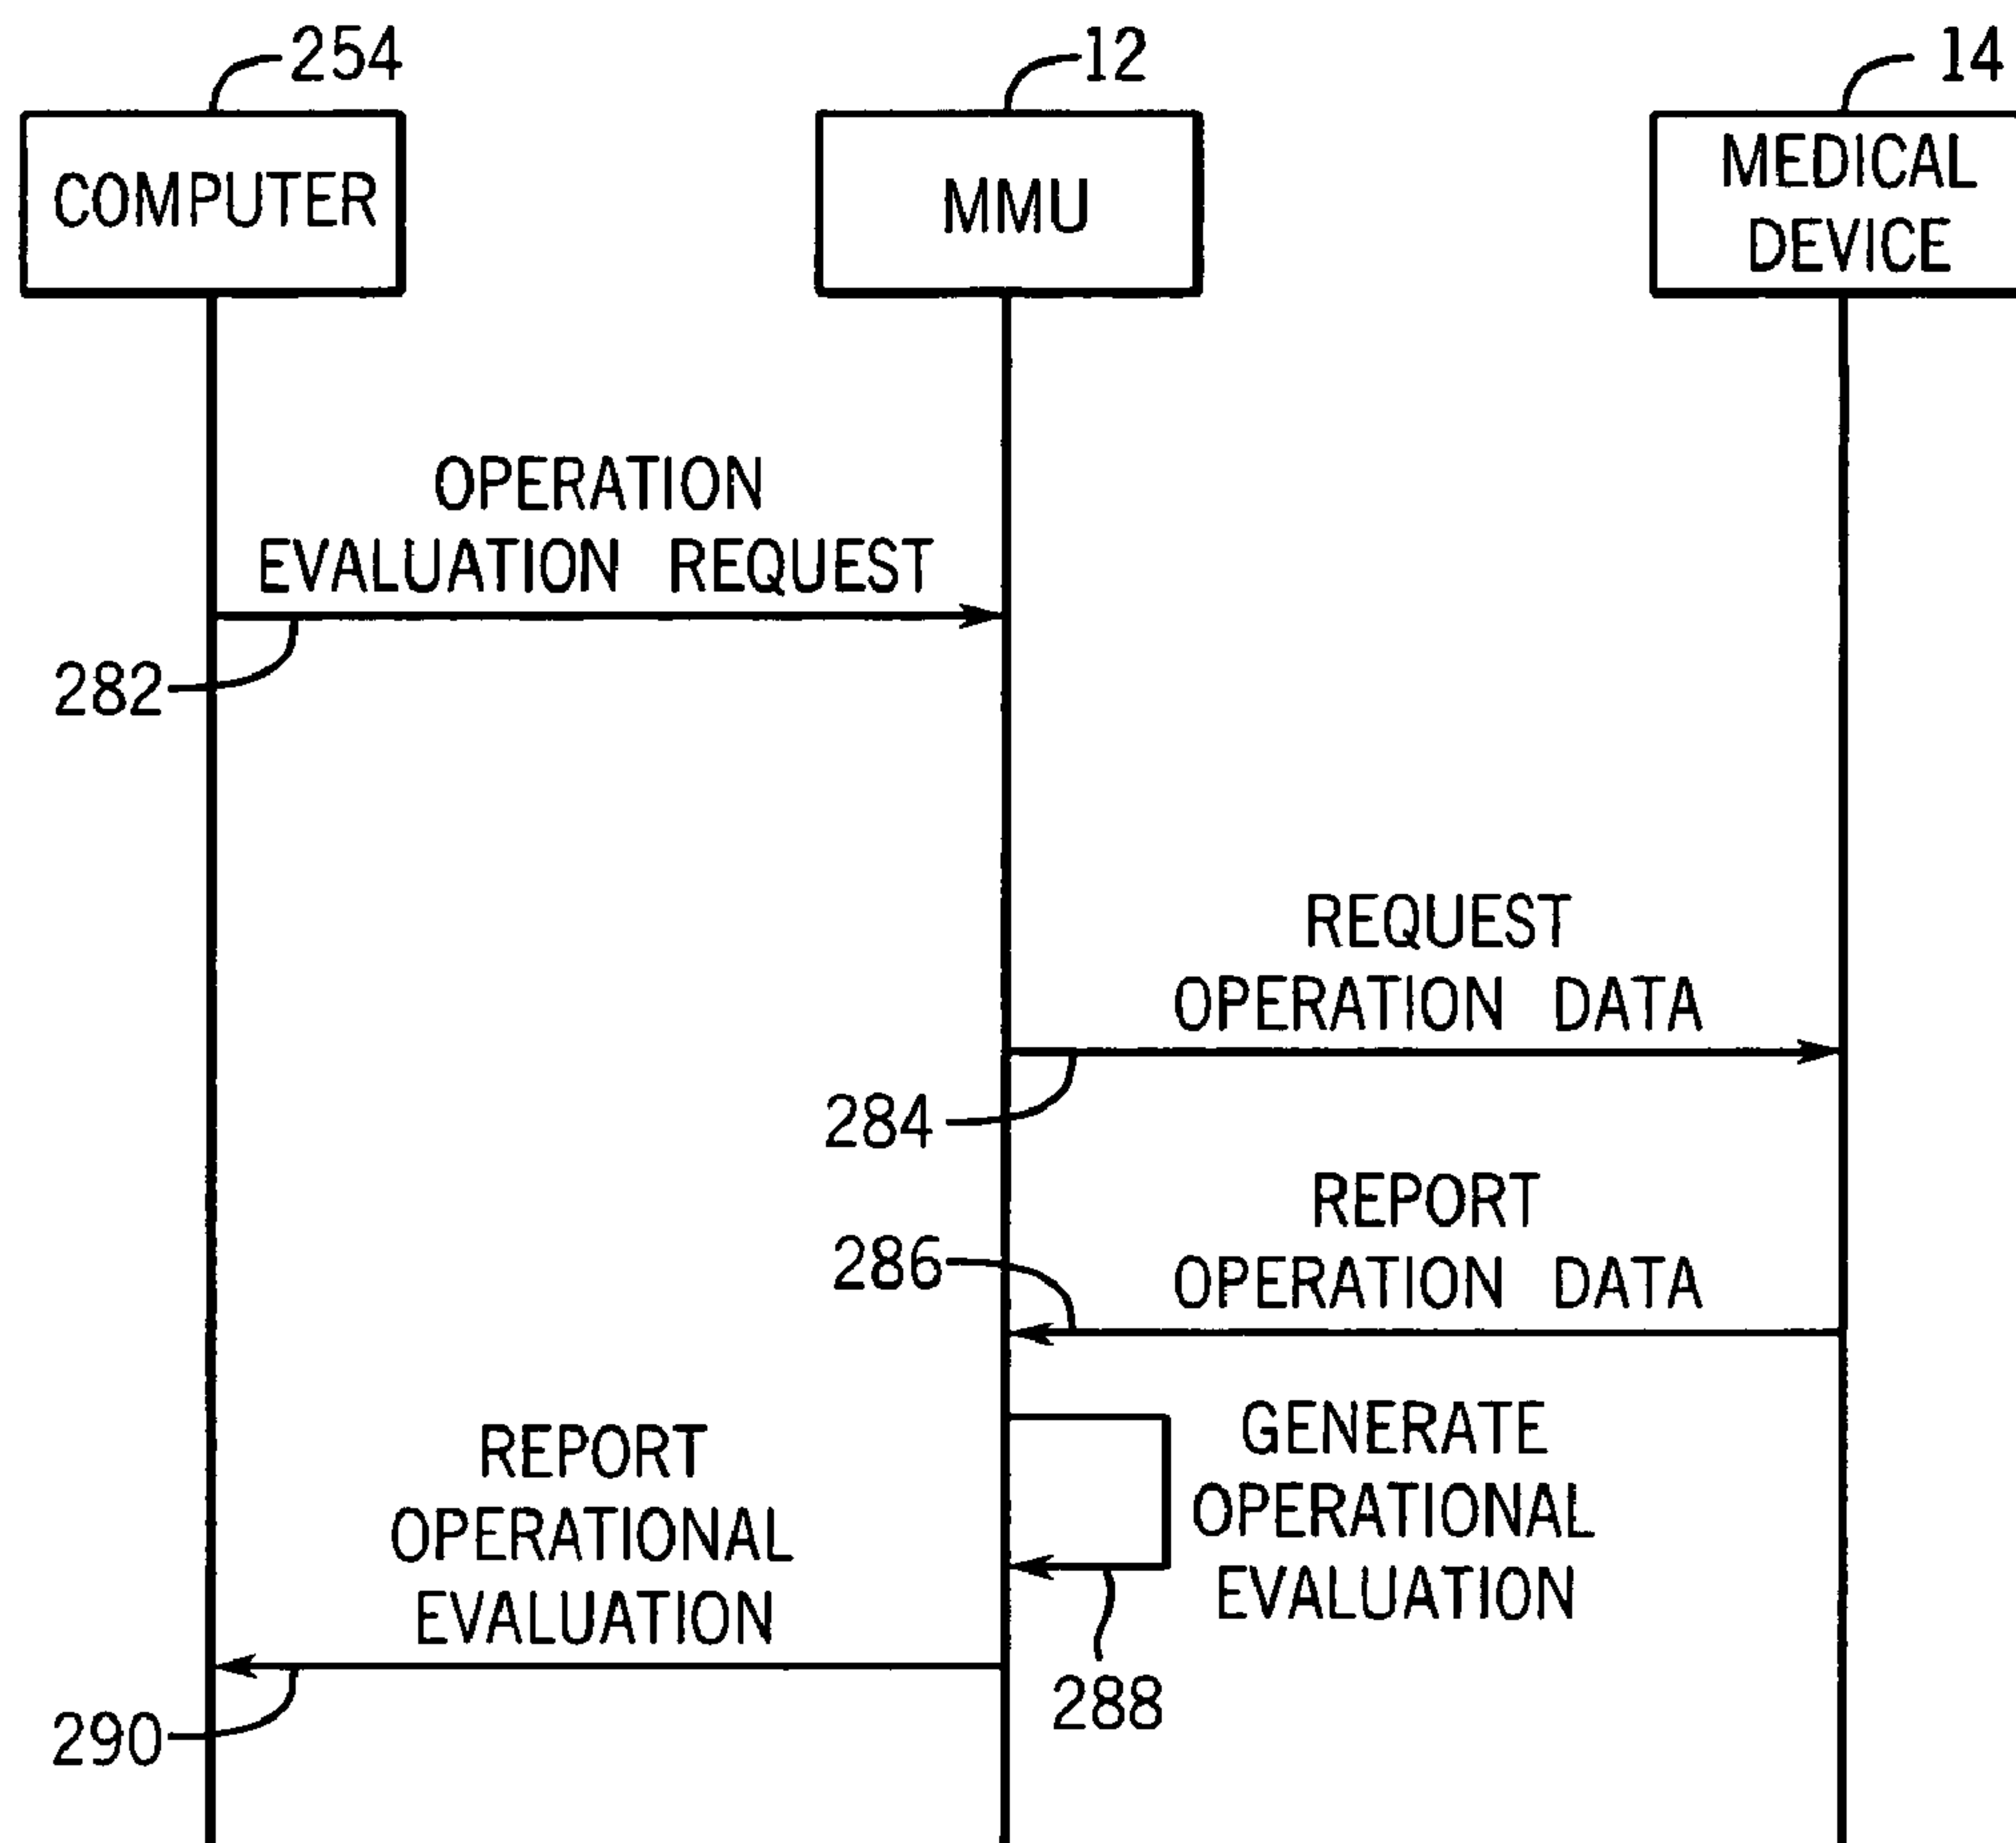 254
12
14
COMPUTER
MMU
MEDICAL
DEVICE
OPERATION
EVALUATION REQUEST
282
REQUEST
OPERATION DATA
284
REPORT
OPERATION DATA
286
GENERATE
OPERATIONAL
EVALUATION
288
REPORT
OPERATIONAL
EVALUATION
290